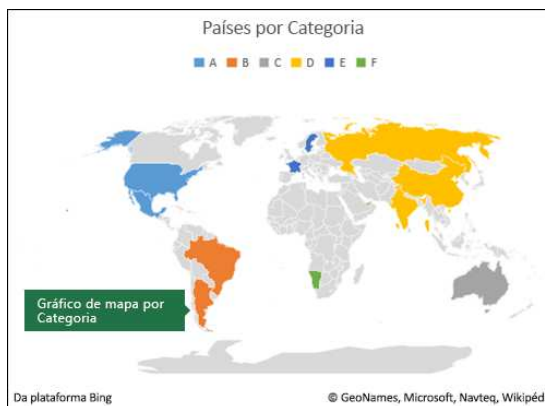 Países por Categoria
A B C D E F
Gráfico de mapa por
Categoria
Da plataforma Bing
© GeoNames, Microsoft, Navteq, Wikipéd